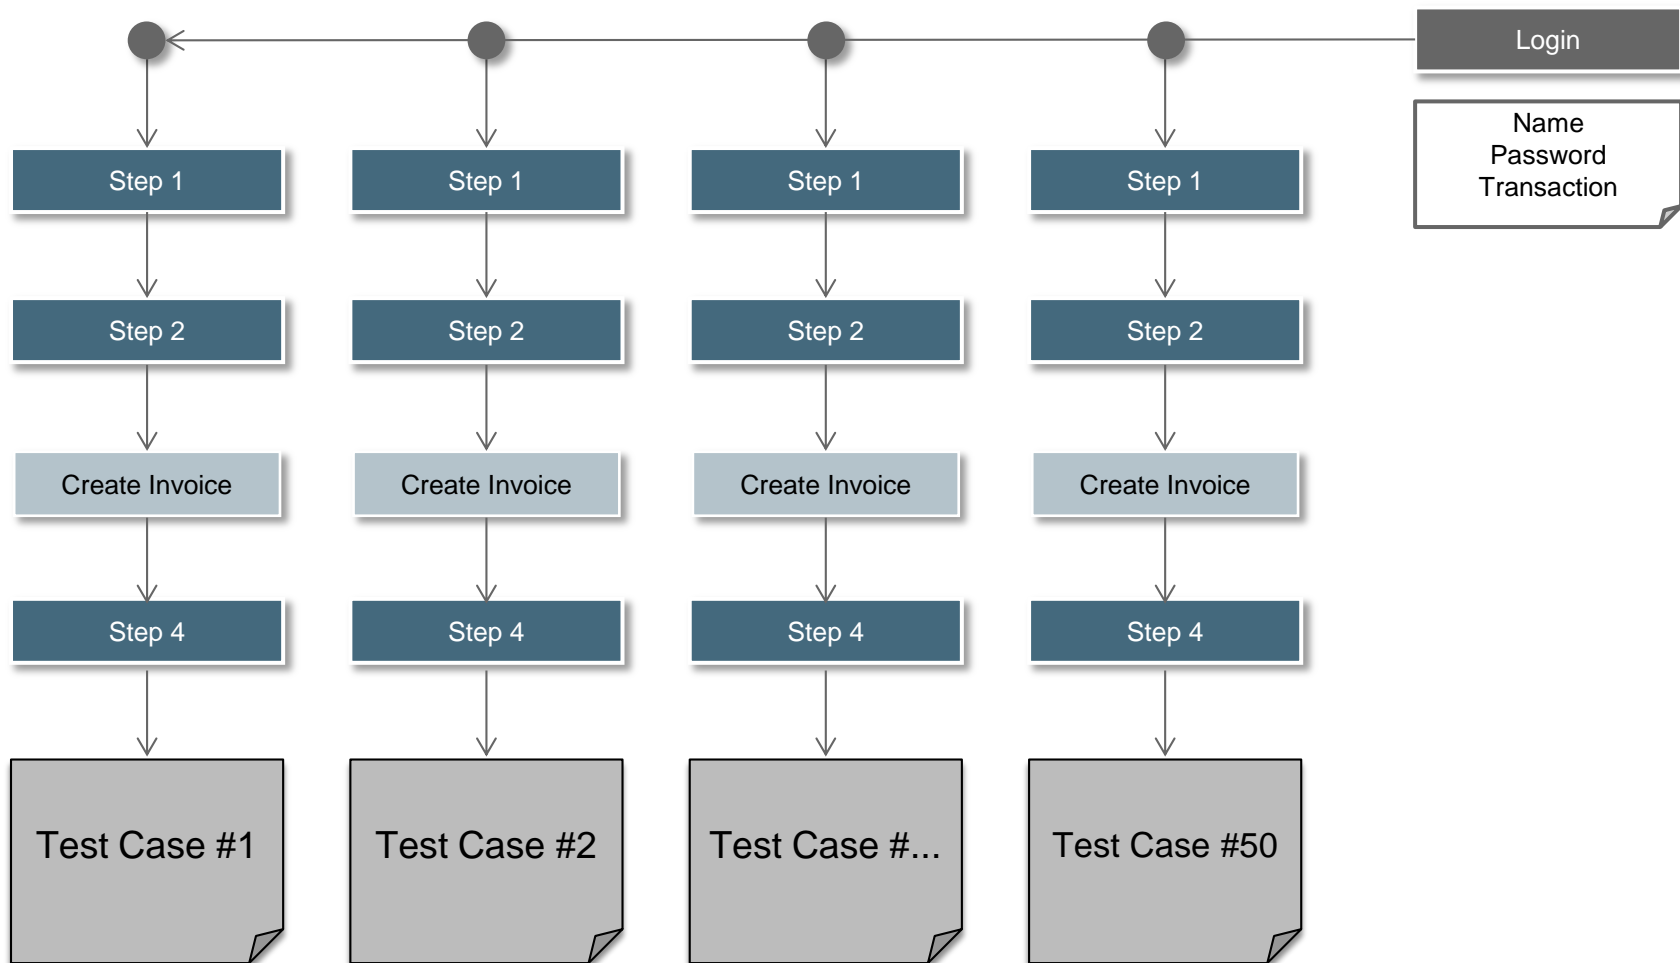 Login
Name
Password
Transaction
Step 1
Step 1
Step 1
Step 1
Step 2
Step 2
Step 2
Step 2
Create Invoice
Create Invoice
Create Invoice
Create Invoice
Step 4
Step 4
Step 4
Step 4
Test Case #1
Test Case #2
Test Case #...
Test Case #50